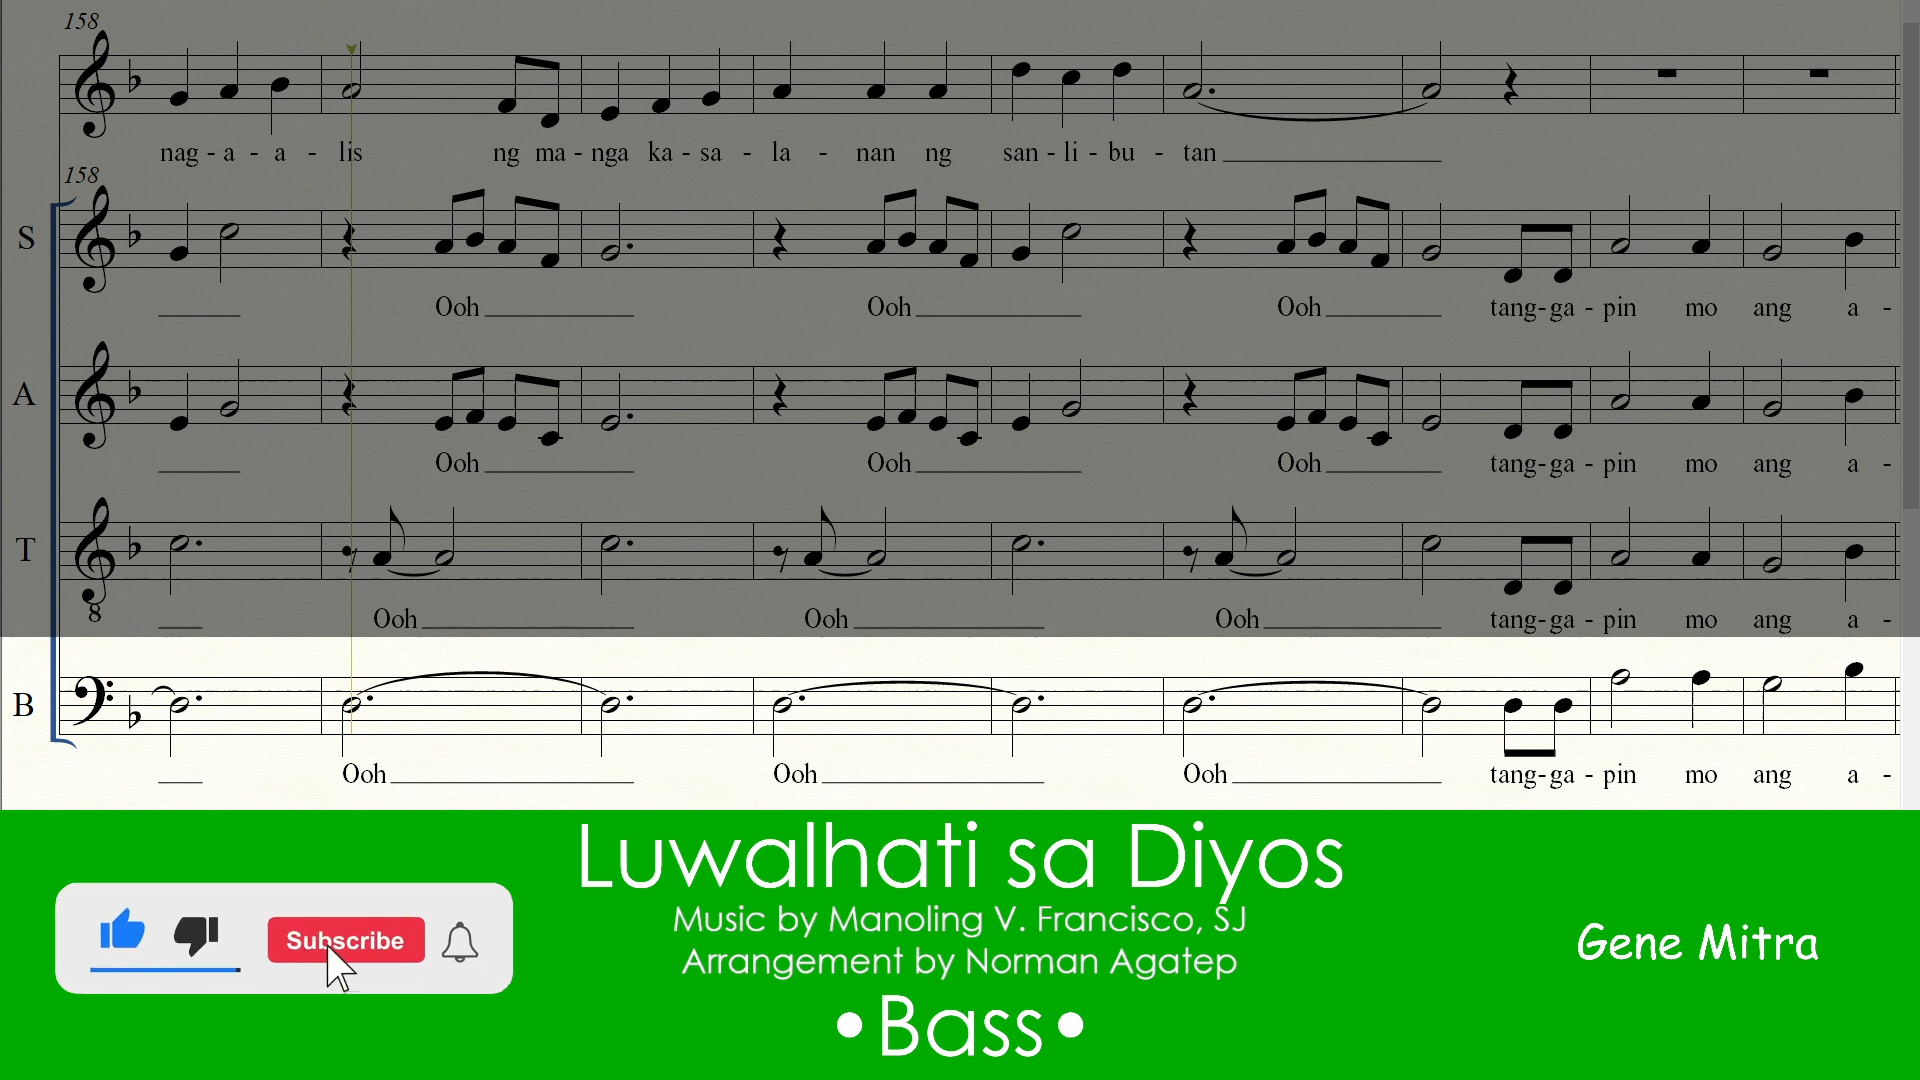 158
nag - a - a - lis ng ma - nga ka - sa - la - nan ng san - li - bu - tan
158
S
Ooh Ooh Ooh tang-ga - pin mo ang a -
A
Ooh Ooh Ooh tang-ga - pin mo ang a -
T
8
Ooh Ooh Ooh tang-ga - pin mo ang a -
B
Ooh Ooh Ooh tang-ga - pin mo ang a -
Luwalhati sa Diyos
Music by Manoling V. Francisco, SJ
Arrangement by Norman Agatep
•Bass•
Subscribe
Gene Mitra